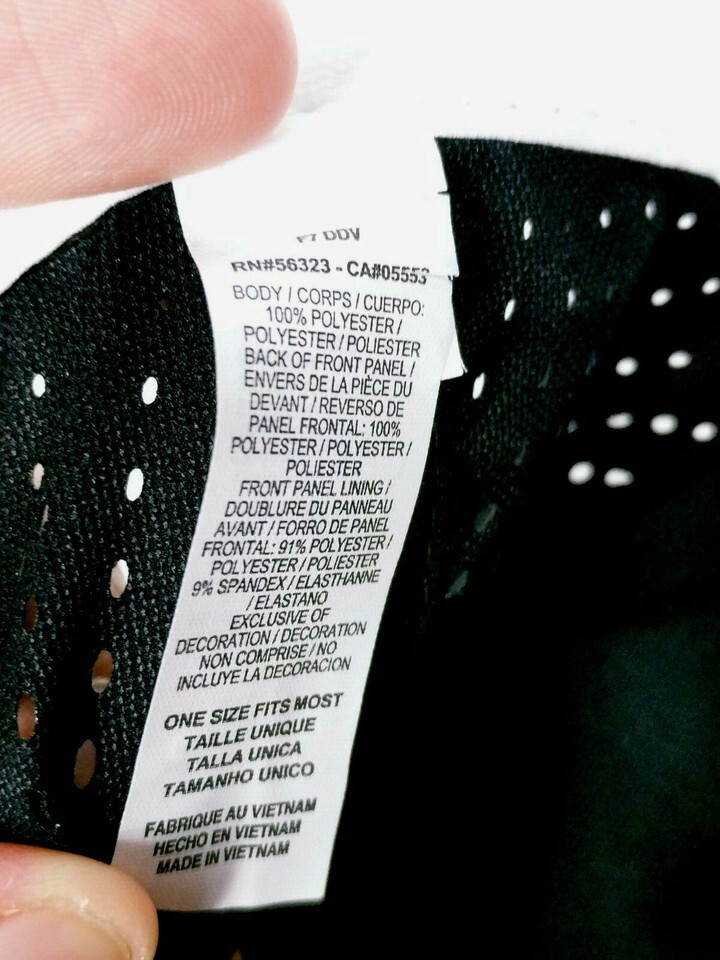 DDV
RN#56323 - CA#05553
BODY / CORPS / CUERPO:
100% POLYESTER /
POLYESTER / POLIESTER
BACK OF FRONT PANEL /
ENVERS DE LA PIÈCE DU
DEVANT / REVERSO DE
PANEL FRONTAL: 100%
POLYESTER / POLYESTER /
POLIESTER
FRONT PANEL LINING /
DOUBLURE DU PANNEAU
AVANT / FORRO DE PANEL
FRONTAL: 91% POLYESTER /
POLYESTER / POLIESTER
9% SPANDEX / ELASTHANNE
/ ELASTANO
EXCLUSIVE OF
DECORATION / DECORATION
NON COMPRISE / NO
INCLUYE LA DECORACION
ONE SIZE FITS MOST
TAILLE UNIQUE
TALLA UNICA
TAMANHO UNICO
FABRIQUE AU VIETNAM
HECHO EN VIETNAM
MADE IN VIETNAM